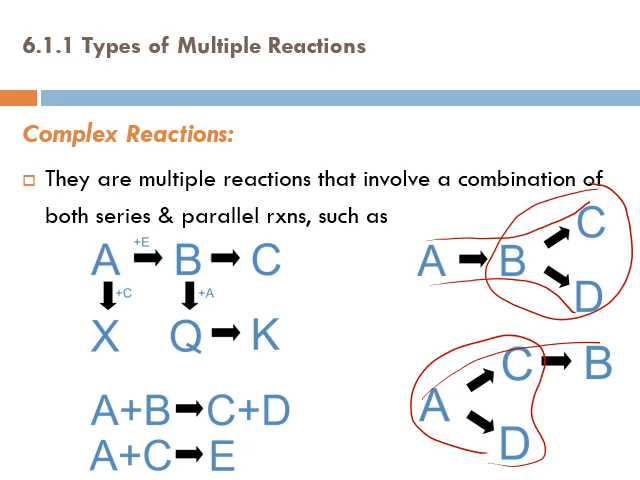 6.1.1 Types of Multiple Reactions
Complex Reactions:
They are multiple reactions that involve a combination of
both series & parallel rxns, such as
+E
A B C
+C +A
X Q K
A+B C+D
A+C E
C
A B
D
C B
A
D